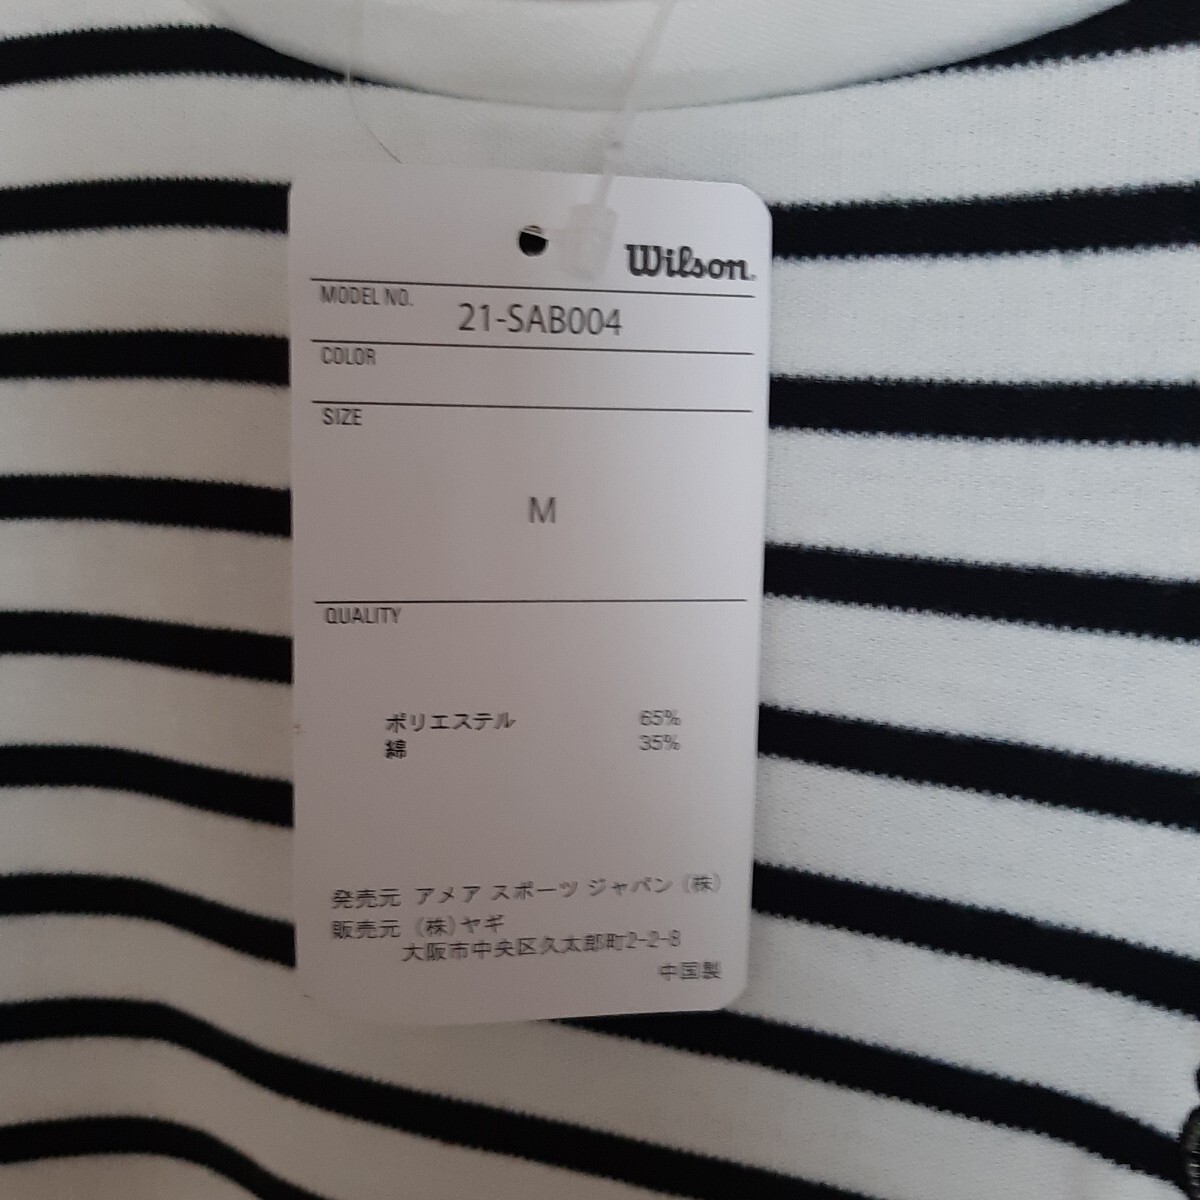 Wilson.
MODEL NO.
21-SAB004
COLOR
SIZE
M
QUALITY
ポリエステル 65%
綿 35%
発売元 アメア スポーツ ジャパン (株)
販売元 (株)ヤギ
大阪市中央区久太郎町2-2-8
中国製